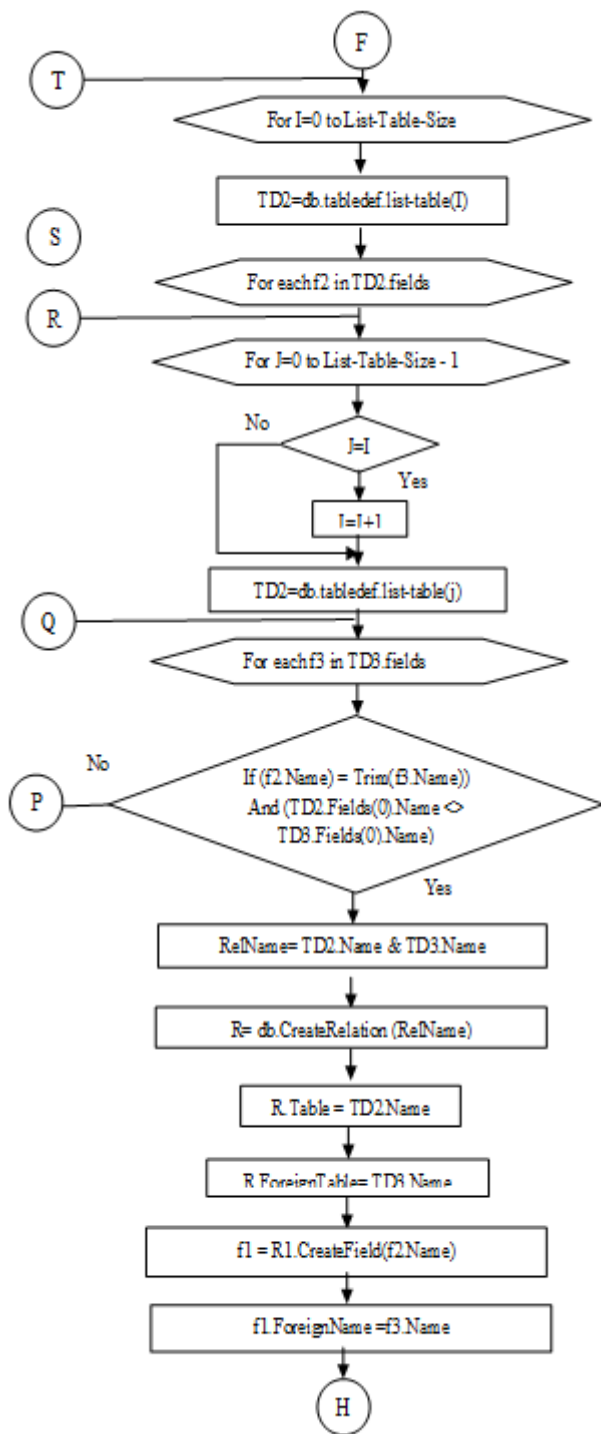 F
T
For I=0 to List-Table-Size
TD2=db.tabledef.list-table(I)
S
For each f2 in TD2.fields
R
For J=0 to List-Table-Size - 1
No
J=I
Yes
J=J+1
TD2=db.tabledef.list-table(j)
Q
For each f3 in TD3.fields
No
If (f2.Name) = Trim(f3.Name))
P
And (TD2.Fields(0).Name <>
TD3.Fields(0).Name)
Yes
RelName= TD2.Name & TD3.Name
R= db.CreateRelation (RelName)
R.Table = TD2.Name
R.ForeignTable= TD3.Name
f1 = R1.CreateField(f2.Name)
f1.ForeignName =f3.Name
H